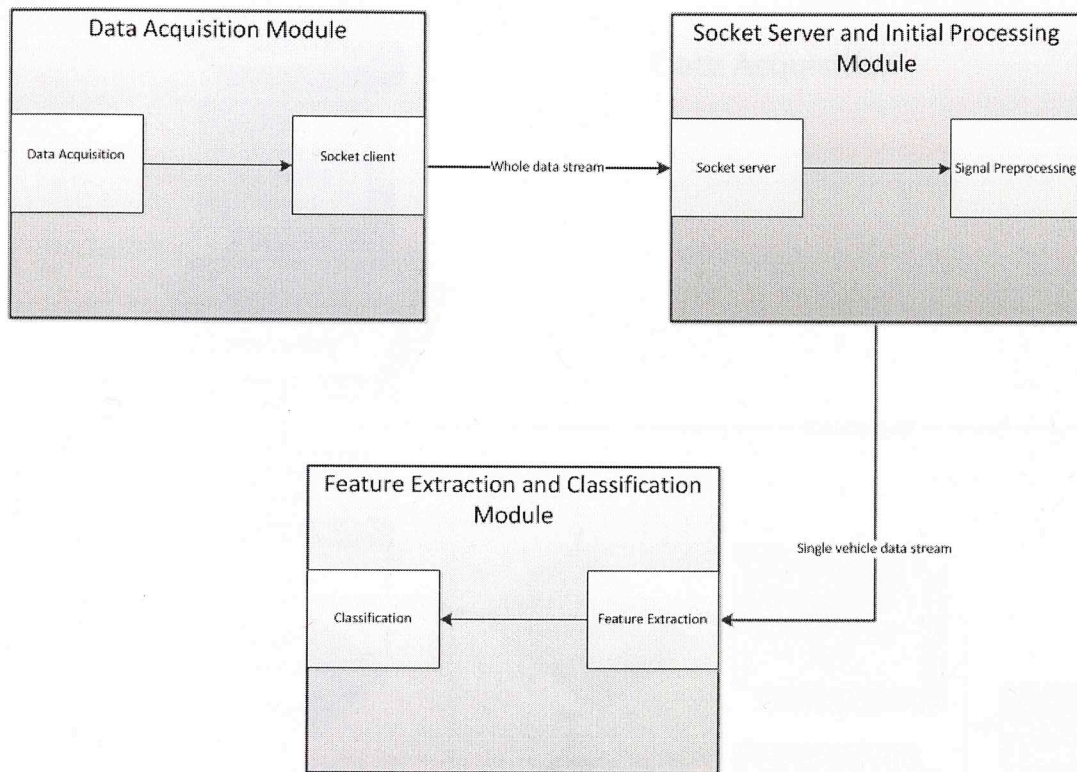 Data Acquisition Module
Data Acquisition
Socket client
Whole data stream
Socket Server and Initial Processing
Module
Socket server
Signal Preprocessing
Single vehicle data stream
Feature Extraction and Classification
Module
Classification
Feature Extraction